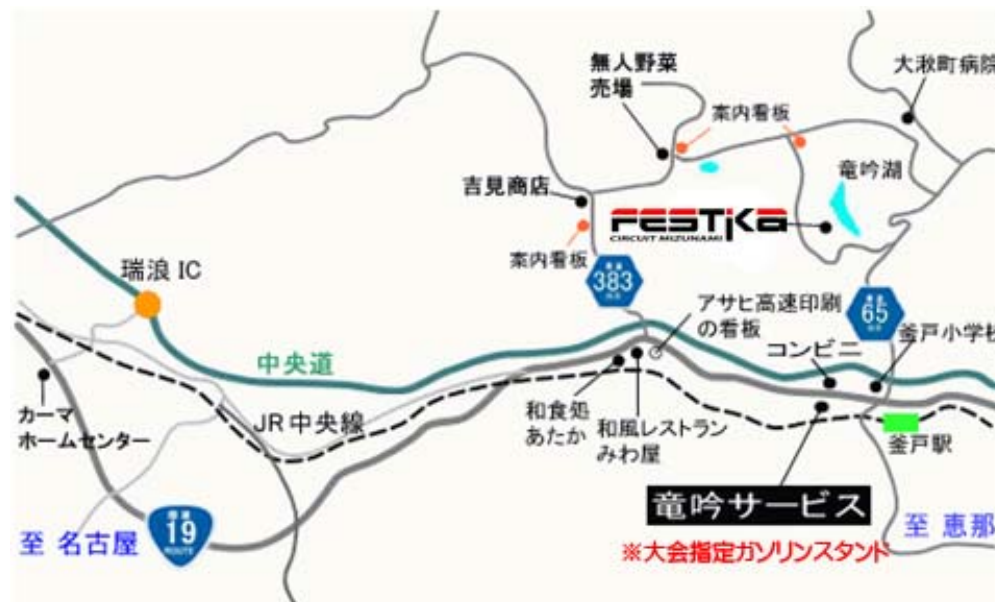 無人野菜
売場
大湫町病院
案内看板
竜吟湖
吉見商店
FESTIKA
CIRCUIT MIZUNAMI
案内看板
383
瑞浪 IC
アサヒ高速印刷
の看板
65
釜戸小学校
コンビニ
中央道
カーマ
ホームセンター
JR中央線
和食処
あたか
和風レストラン
みわ屋
釜戸駅
竜吟サービス
国道
19
ROUTE
至 名古屋
至 恵那
※大会指定ガソリンスタンド